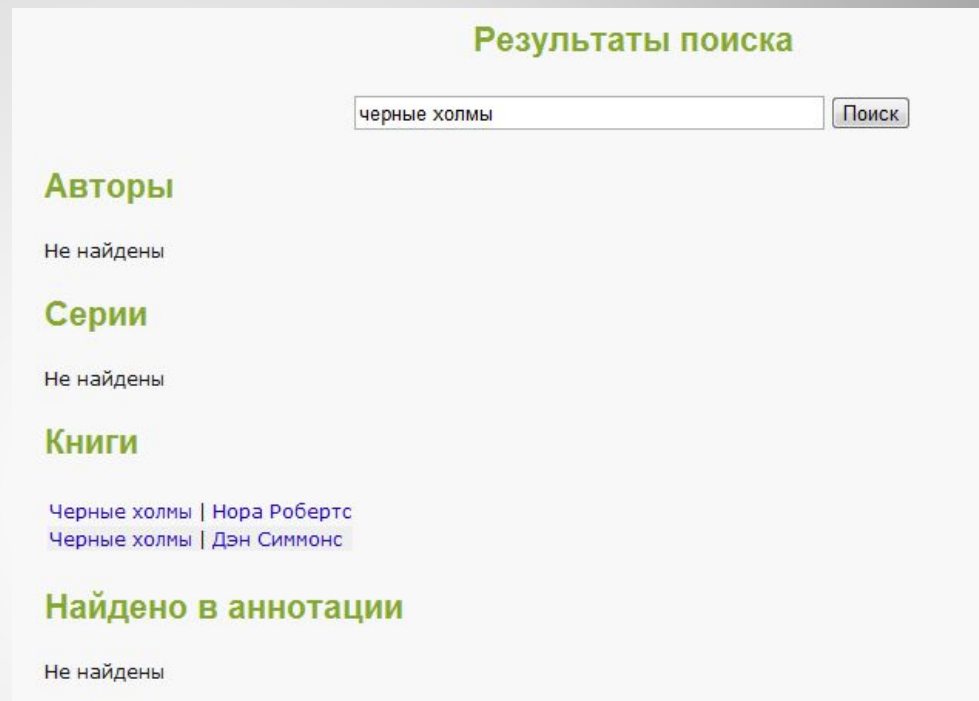 Результаты поиска
черные холмы Поиск
Авторы
Не найдены
Серии
Не найдены
Книги
Черные холмы | Нора Робертс
Черные холмы | Дэн Симмонс
Найдено в аннотации
Не найдены